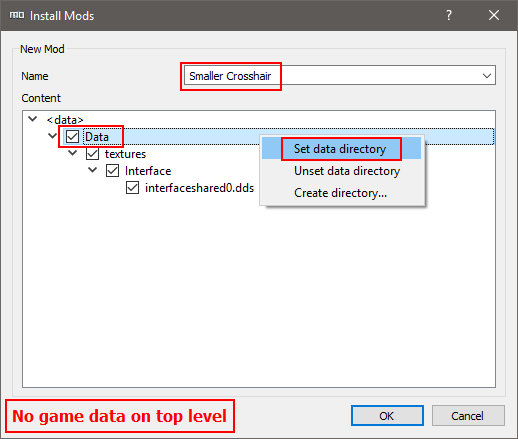 Install Mods
New Mod
Name
Smaller Crosshair
Content
<data>
Data
textures
Interface
interfaceshared0.dds
Set data directory
Unset data directory
Create directory...
No game data on top level
OK
Cancel